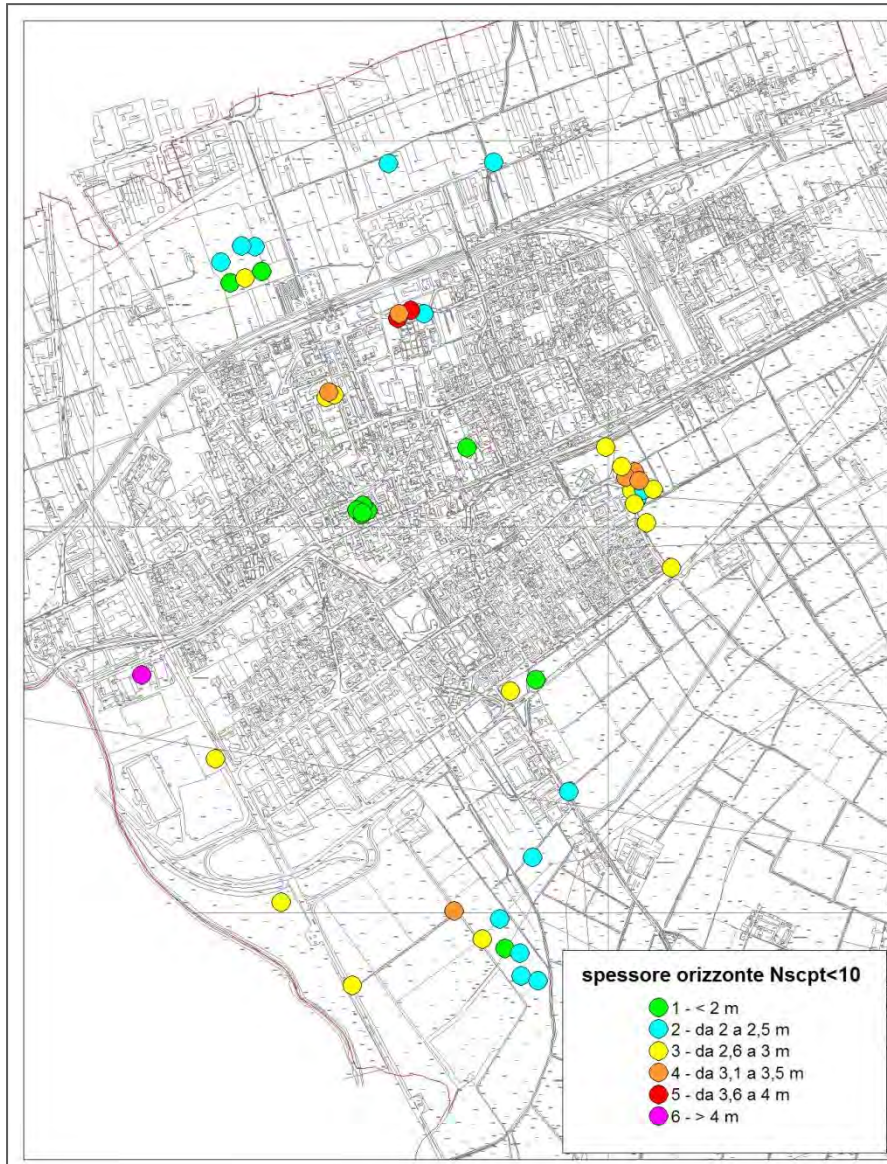 spessore orizzonte Nscpt<10
1 - < 2 m
2 - da 2 a 2,5 m
3 - da 2,6 a 3 m
4 - da 3,1 a 3,5 m
5 - da 3,6 a 4 m
6 - > 4 m